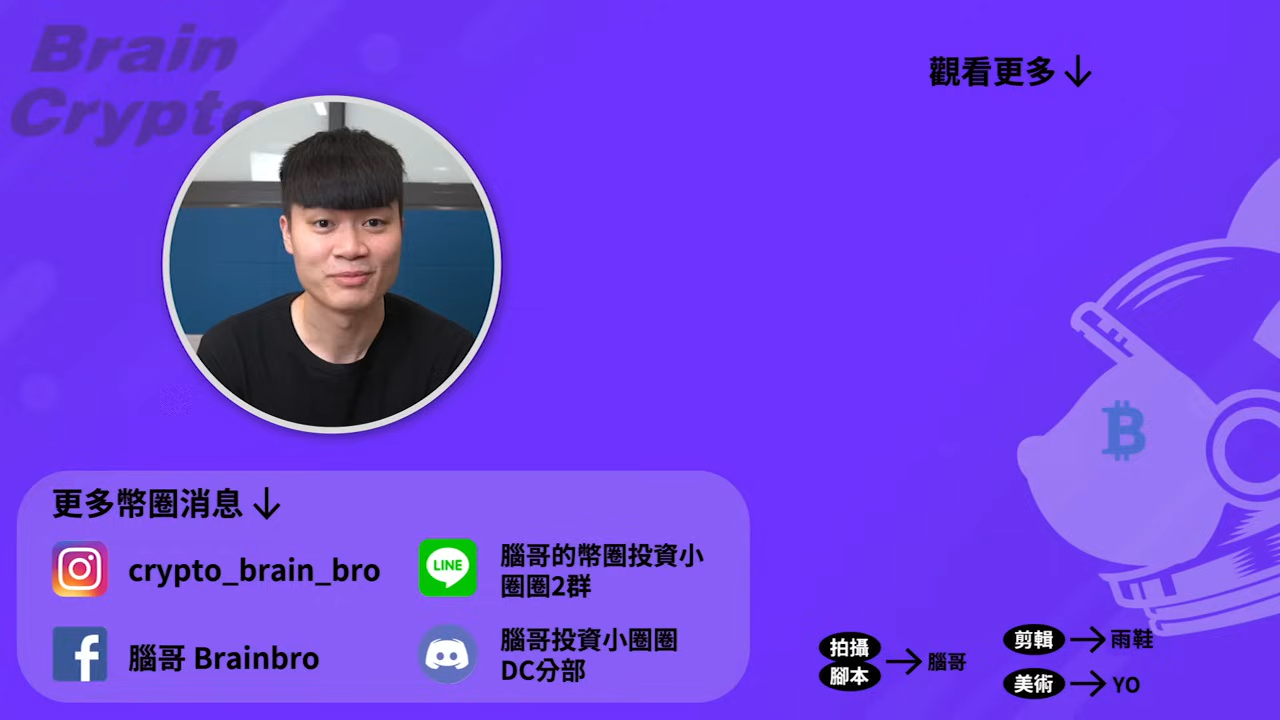 Brain
Crypto
觀看更多↓
更多幣圈消息↓
crypto_brain_bro
LINE
腦哥的幣圈投資小
圈圈2群
腦哥 Brainbro
腦哥投資小圈圈
DC分部
拍攝
腳本
→腦哥
剪輯→雨鞋
美術→YO